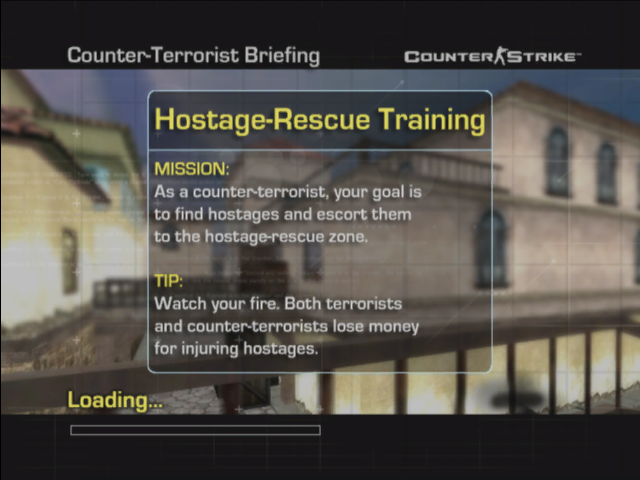 Counter-Terrorist Briefing
COUNTER STRIKE™
Hostage-Rescue Training
MISSION:
As a counter-terrorist, your goal is
to find hostages and escort them
to the hostage-rescue zone.
TIP:
Watch your fire. Both terrorists
and counter-terrorists lose money
for injuring hostages.
Loading...